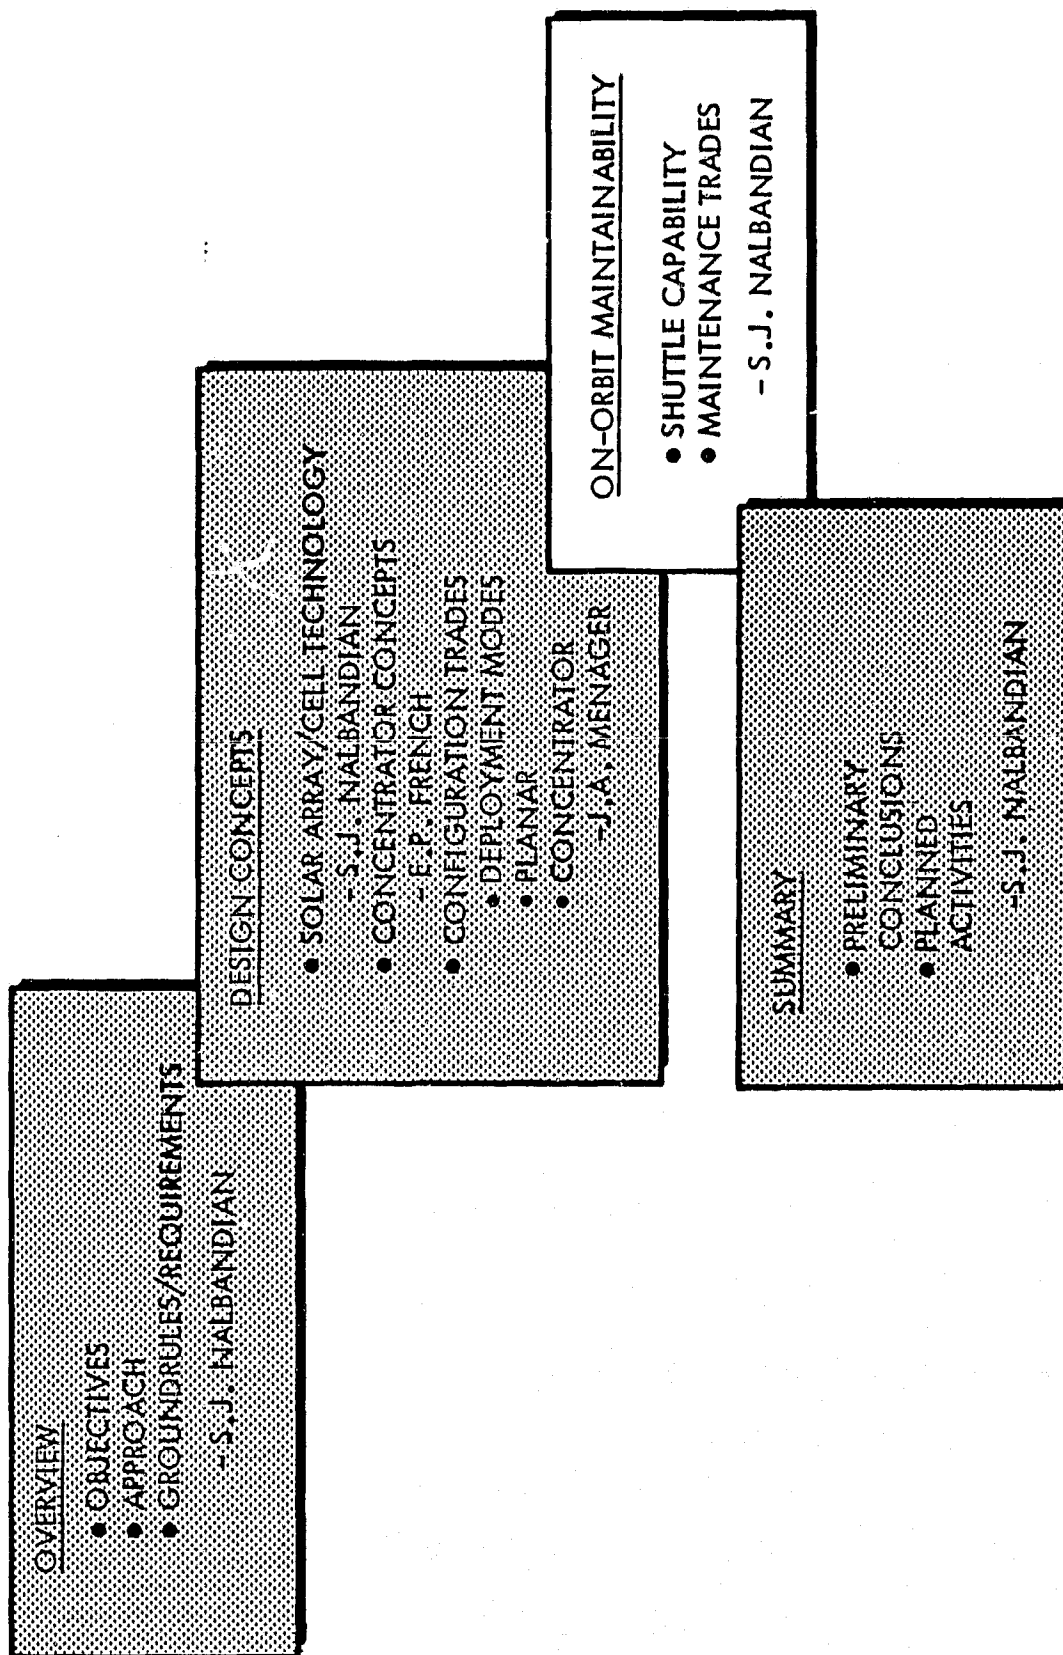 OVERVIEW
• OBJECTIVES
• APPROACH
• GROUNDRULES/REQUIREMENTS
- S.J. NALBANDIAN
DESIGN CONCEPTS
• SOLAR ARRAY/CELL TECHNOLOGY
- S.J. NALBANDIAN
• CONCENTRATOR CONCEPTS
- E.P. FRENCH
• CONFIGURATION TRADES
• DEPLOYMENT MODES
• PLANAR
• CONCENTRATOR
- J.A. MENAGER
ON-ORBIT MAINTAINABILITY
• SHUTTLE CAPABILITY
• MAINTENANCE TRADES
- S.J. NALBANDIAN
SUMMARY
• PRELIMINARY
CONCLUSIONS
• PLANNED
ACTIVITIES
- S.J. NALBANDIAN